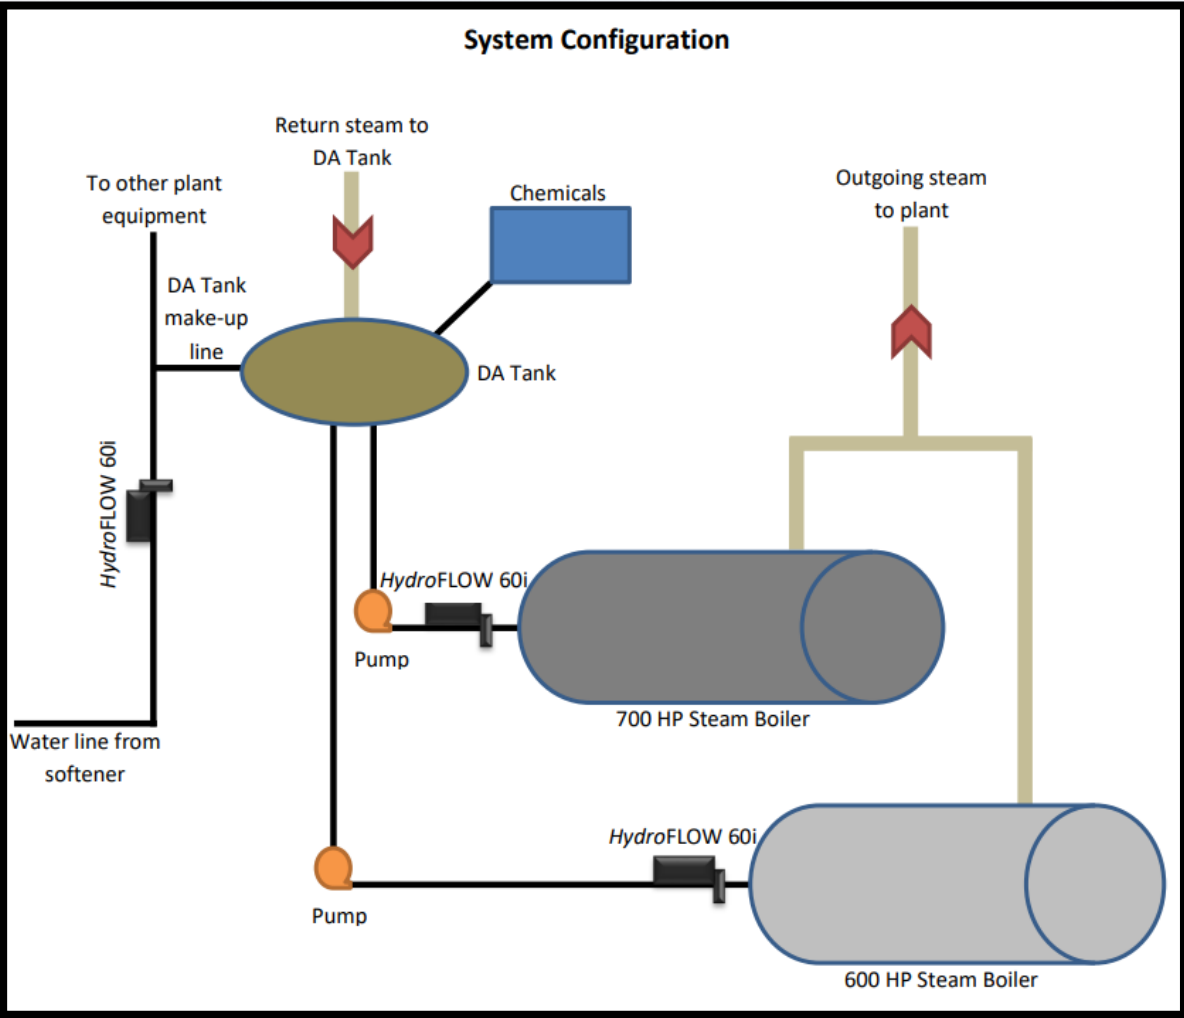 System Configuration
Return steam to
DA Tank
To other plant
equipment
Chemicals
Outgoing steam
to plant
DA Tank
make-up
line
DA Tank
HydroFLOW 60i
HydroFLOW 60i
Pump
700 HP Steam Boiler
Water line from
softener
HydroFLOW 60i
Pump
600 HP Steam Boiler